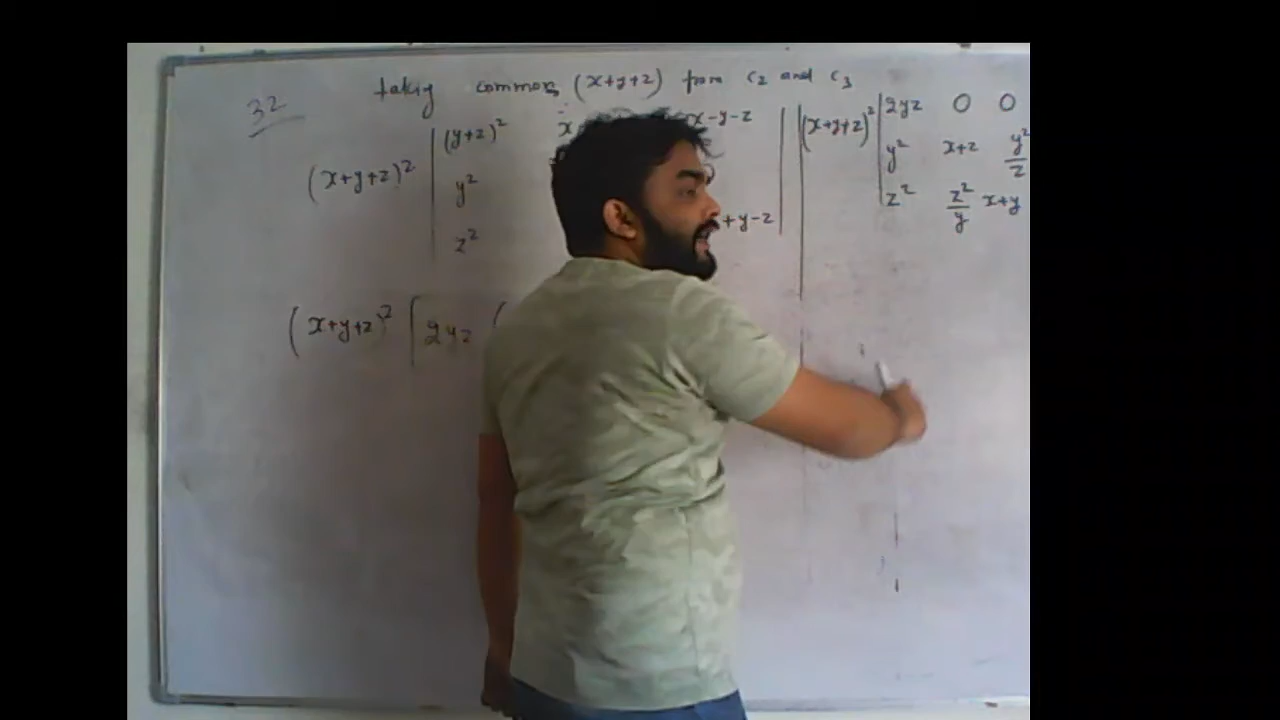 32
taking common (x+y+z) from c2 and c3
(x+y+z)² | (y+z)² x x-y-z |
y²
z² +y-z
(x+y+z)² | 2yz (
(x+y+z)² | 2yz 0 0
y² x+z y²/z
z² z²/y x+y